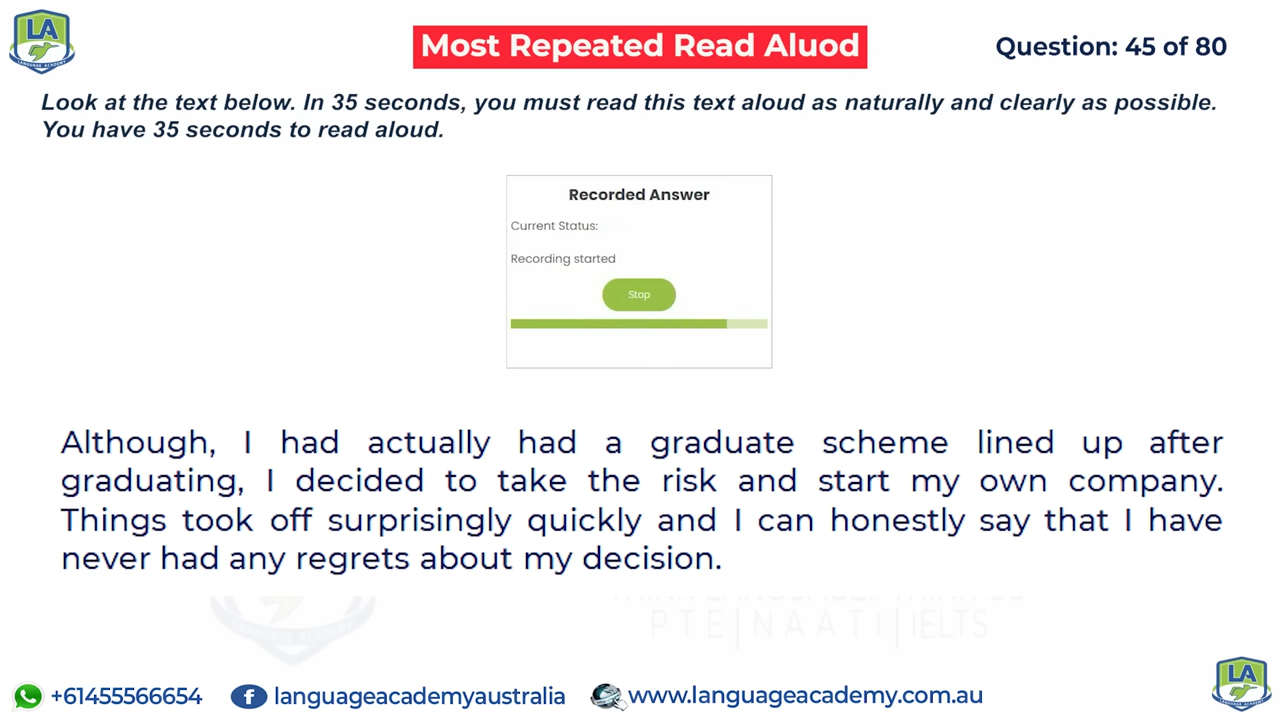 LA
LANGUAGE ACADEMY
Most Repeated Read Aluod
Question: 45 of 80
Look at the text below. In 35 seconds, you must read this text aloud as naturally and clearly as possible.
You have 35 seconds to read aloud.
Recorded Answer
Current Status:
Recording started
Stop
Although, I had actually had a graduate scheme lined up after
graduating, I decided to take the risk and start my own company.
Things took off surprisingly quickly and I can honestly say that I have
never had any regrets about my decision.
PTE|NAATI|IELTS
+61455566654
languageacademyaustralia
www.languageacademy.com.au
LA